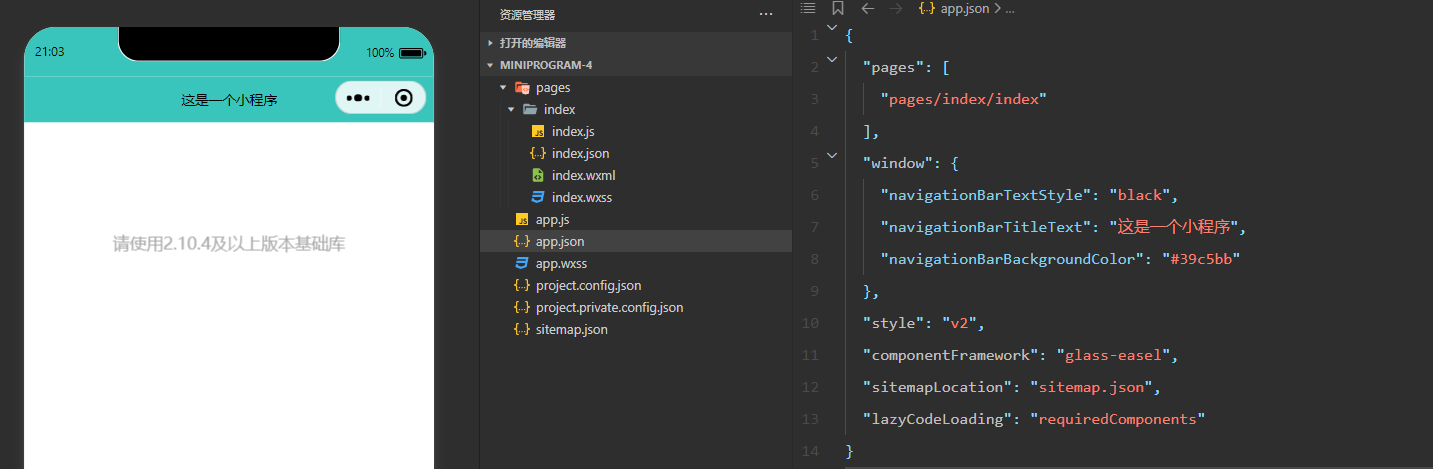 21:03
100%
这是一个小程序
请使用2.10.4及以上版本基础库
资源管理器
打开的编辑器
MINIPROGRAM-4
pages
index
index.js
index.json
index.wxml
index.wxss
app.js
app.json
app.wxss
project.config.json
project.private.config.json
sitemap.json
{..} app.json > ...
1 {
2 "pages": [
3 "pages/index/index"
4 ],
5 "window": {
6 "navigationBarTextStyle": "black",
7 "navigationBarTitleText": "这是一个小程序",
8 "navigationBarBackgroundColor": "#39c5bb"
9 },
10 "style": "v2",
11 "componentFramework": "glass-easel",
12 "sitemapLocation": "sitemap.json",
13 "lazyCodeLoading": "requiredComponents"
14 }